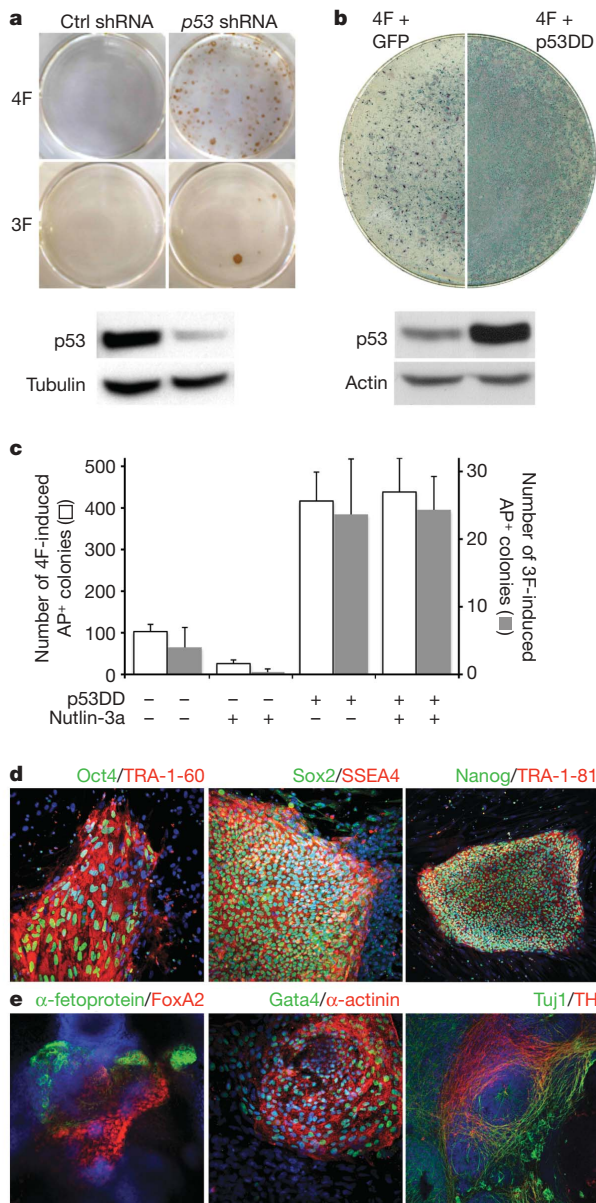 a
Ctrl shRNA p53 shRNA
4F
3F
p53
Tubulin
b
4F + GFP
4F + p53DD
p53
Actin
c
Number of 4F-induced AP+ colonies (□)
500
400
300
200
100
0
Number of 3F-induced AP+ colonies (■)
30
20
10
0
p53DD – – – – + + + +
Nutlin-3a – – + + – – + +
d
Oct4/TRA-1-60
Sox2/SSEA4
Nanog/TRA-1-81
e
α-fetoprotein/FoxA2
Gata4/α-actinin
Tuj1/TH